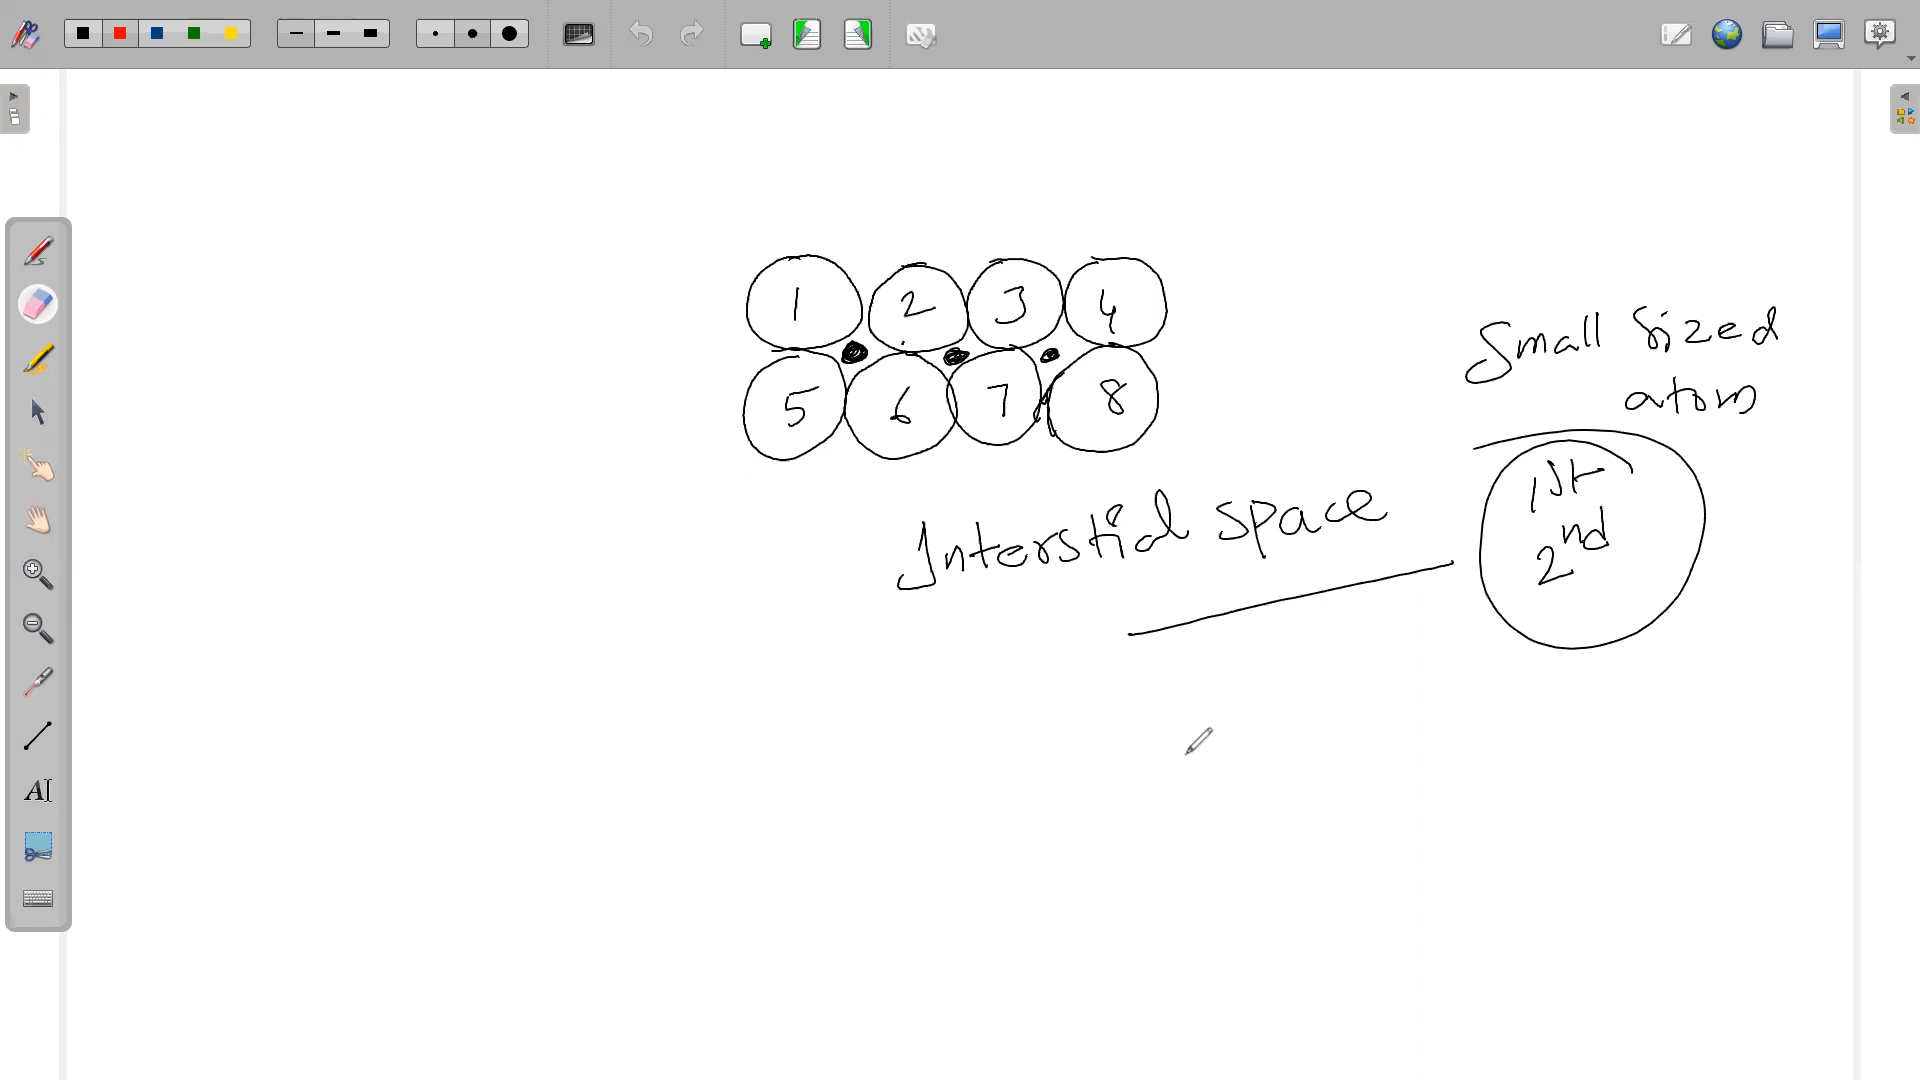 1 2 3 4
5 6 7 8
Small Sized
atom
Interstial space
1st
2nd